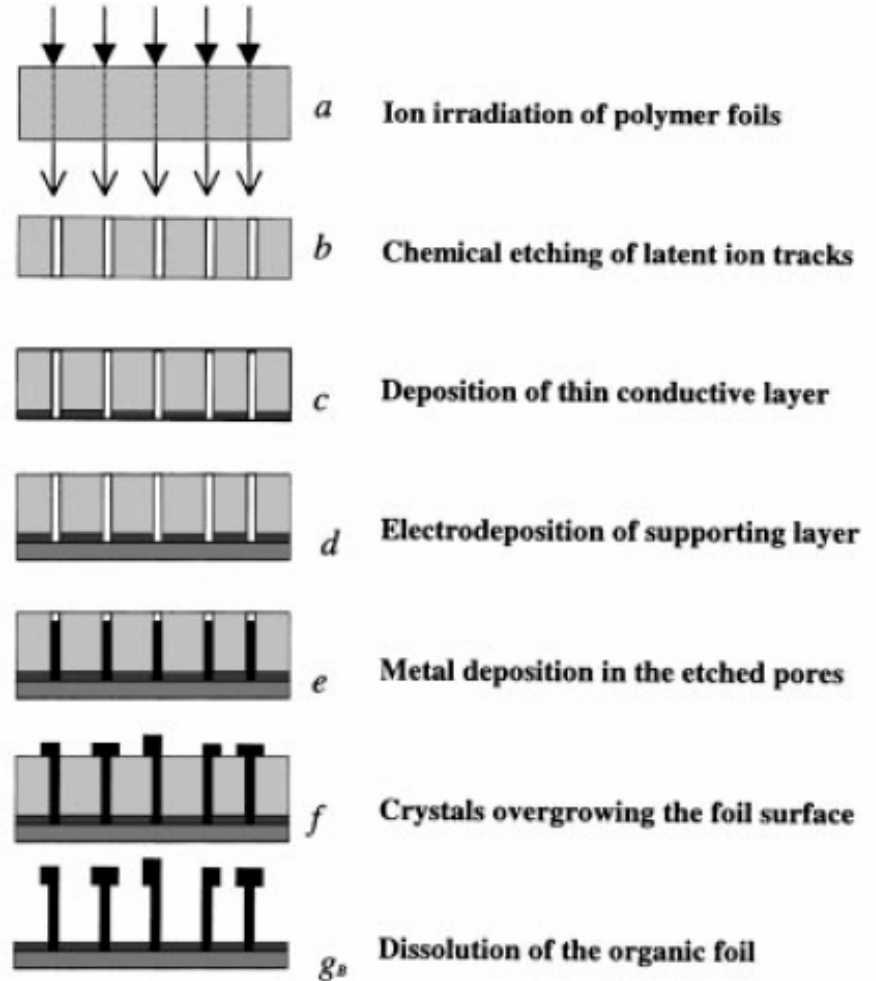 a Ion irradiation of polymer foils
b Chemical etching of latent ion tracks
c Deposition of thin conductive layer
d Electrodeposition of supporting layer
e Metal deposition in the etched pores
f Crystals overgrowing the foil surface
g_B Dissolution of the organic foil